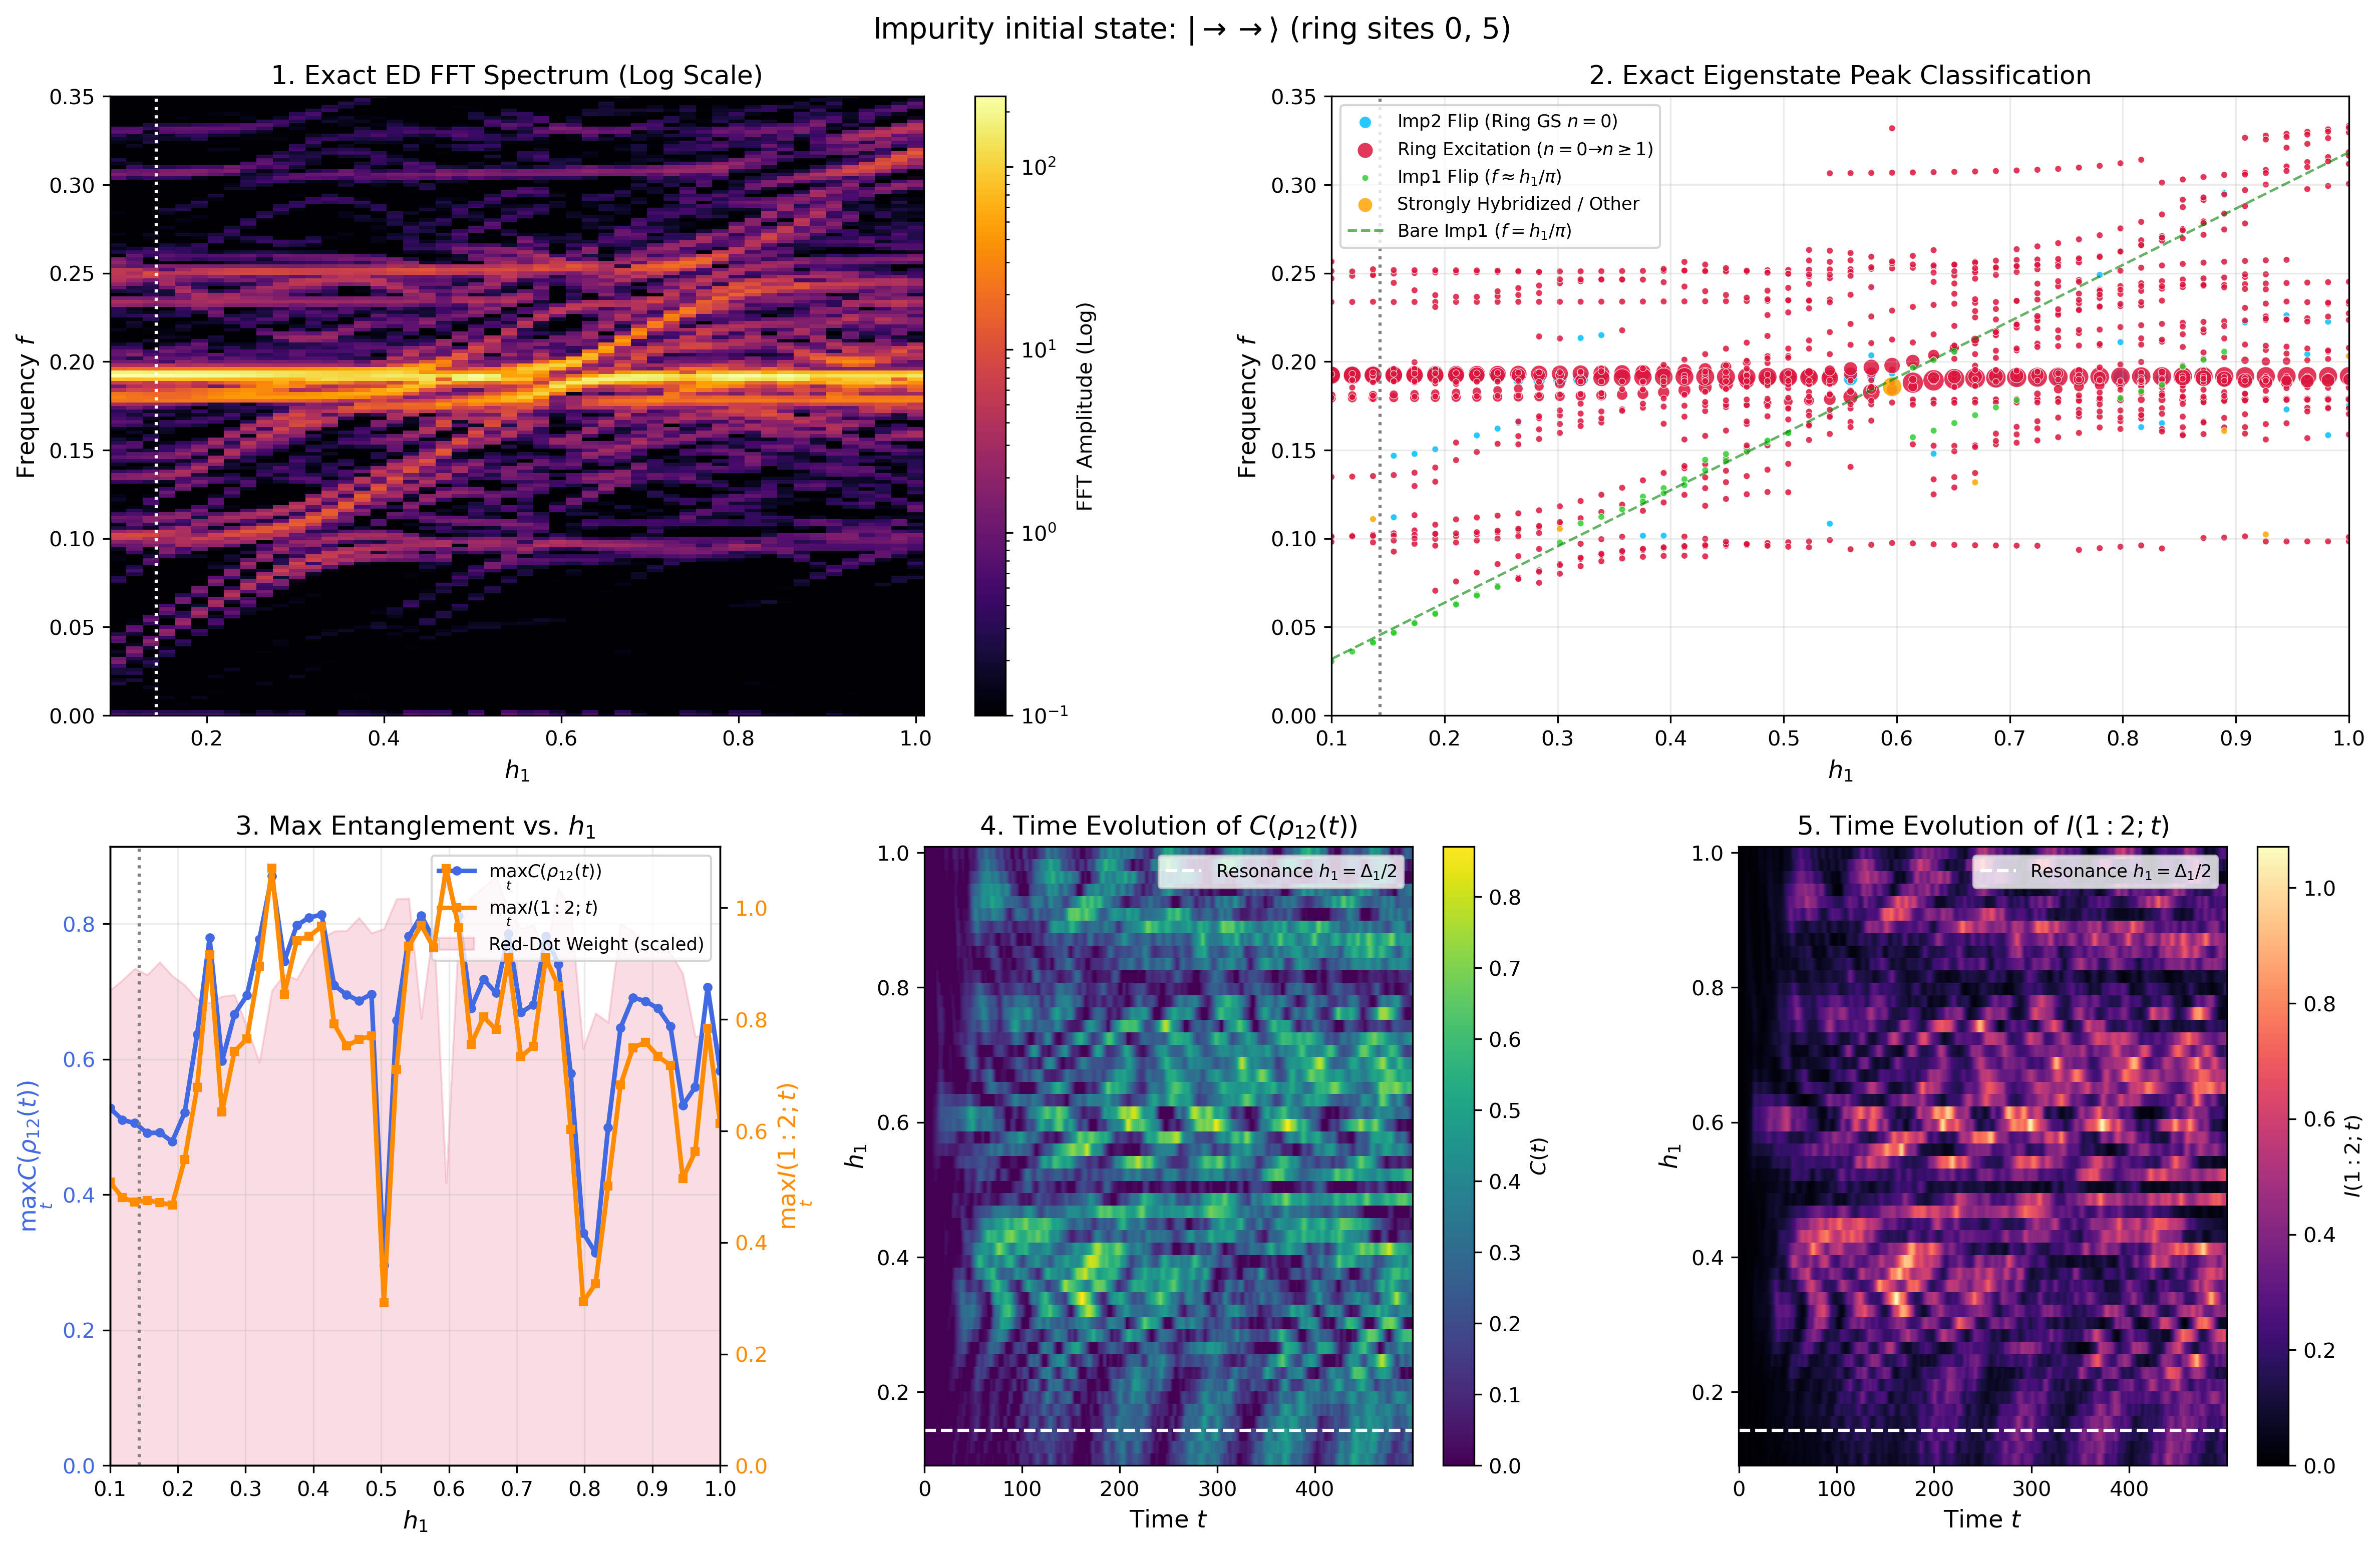 Impurity initial state: |→→⟩ (ring sites 0, 5)
1. Exact ED FFT Spectrum (Log Scale)
0.35
0.30
0.25
0.20
0.15
0.10
0.05
0.00
Frequency f
0.2
0.4
0.6
0.8
1.0
h₁
10²
10¹
10⁰
10⁻¹
FFT Amplitude (Log)
2. Exact Eigenstate Peak Classification
Imp2 Flip (Ring GS n = 0)
Ring Excitation (n = 0→n ≥ 1)
Imp1 Flip (f ≈ h₁/π)
Strongly Hybridized / Other
Bare Imp1 (f = h₁/π)
0.35
0.30
0.25
0.20
0.15
0.10
0.05
0.00
Frequency f
0.1
0.2
0.3
0.4
0.5
0.6
0.7
0.8
0.9
1.0
h₁
3. Max Entanglement vs. h₁
max C(ρ₁₂(t))
t
max I(1 : 2; t)
t
Red-Dot Weight (scaled)
0.8
0.6
0.4
0.2
0.0
max C(ρ₁₂(t))
t
1.0
0.8
0.6
0.4
0.2
0.0
max I(1 : 2; t)
t
0.1
0.2
0.3
0.4
0.5
0.6
0.7
0.8
0.9
1.0
h₁
4. Time Evolution of C(ρ₁₂(t))
Resonance h₁ = Δ₁/2
1.0
0.8
0.6
0.4
0.2
h₁
0
100
200
300
400
Time t
0.8
0.7
0.6
0.5
0.4
0.3
0.2
0.1
0.0
C(t)
5. Time Evolution of I(1 : 2; t)
Resonance h₁ = Δ₁/2
1.0
0.8
0.6
0.4
0.2
h₁
0
100
200
300
400
Time t
1.0
0.8
0.6
0.4
0.2
0.0
I(1 : 2; t)